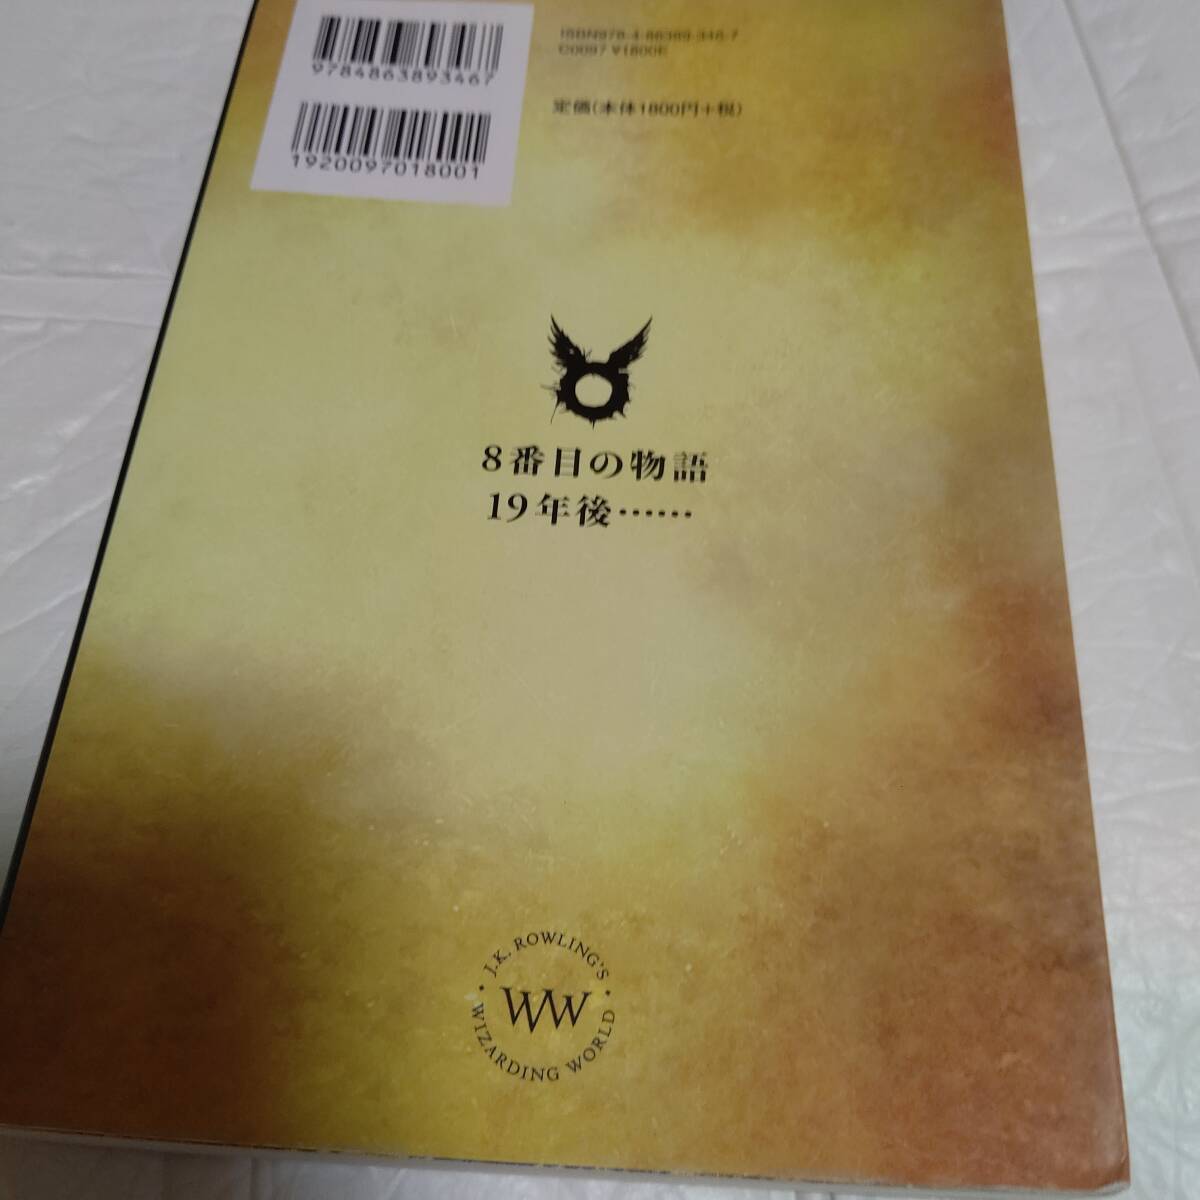 9784863893467
1920097018001
ISBN978-4-86389-346-7
C0097 ¥1800E
定価(本体1800円+税)
8番目の物語
19年後……
J.K. ROWLING'S
WW
WIZARDING WORLD